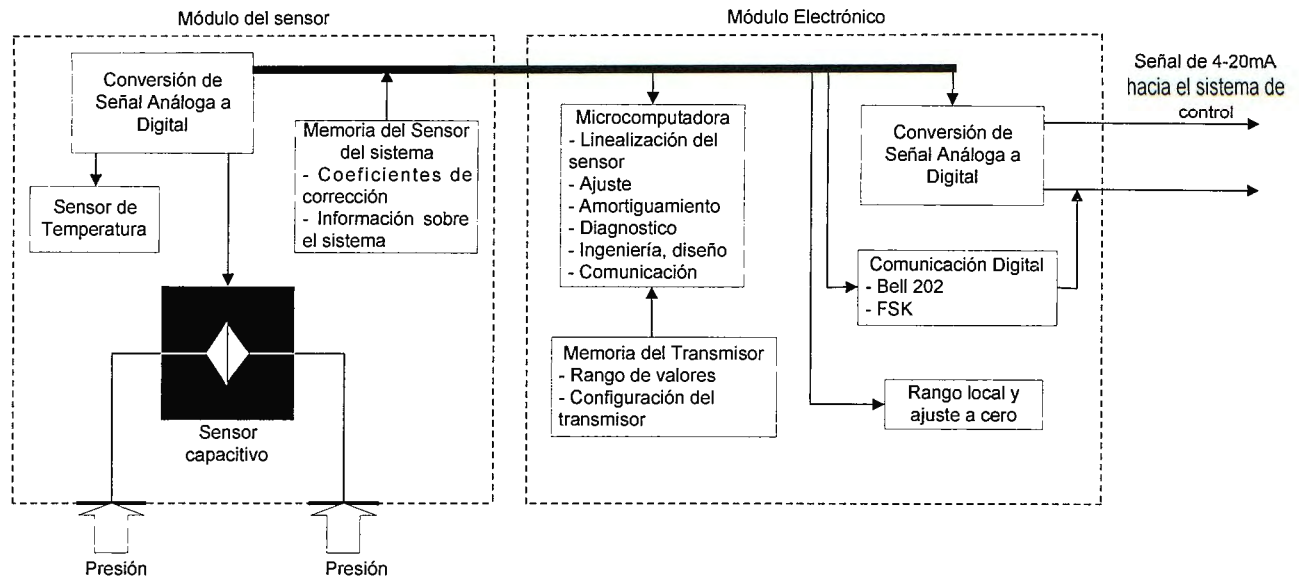 Módulo del sensor
Conversión de
Señal Análoga a
Digital
Sensor de
Temperatura
Memoria del Sensor
del sistema
- Coeficientes de
corrección
- Información sobre
el sistema
Sensor
capacitivo
Presión
Presión
Módulo Electrónico
Microcomputadora
- Linealización del
sensor
- Ajuste
- Amortiguamiento
- Diagnostico
- Ingeniería, diseño
- Comunicación
Memoria del Transmisor
- Rango de valores
- Configuración del
transmisor
Conversión de
Señal Análoga a
Digital
Comunicación Digital
- Bell 202
- FSK
Rango local y
ajuste a cero
Señal de 4-20mA
hacia el sistema de
control